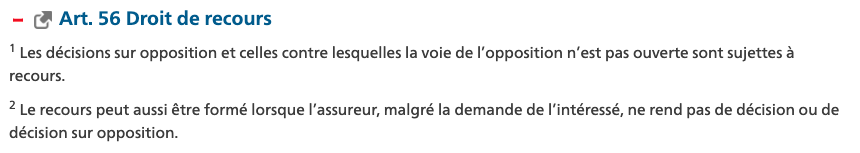 Art. 56 Droit de recours
1 Les décisions sur opposition et celles contre lesquelles la voie de l’opposition n’est pas ouverte sont sujettes à
recours.
2 Le recours peut aussi être formé lorsque l’assureur, malgré la demande de l’intéressé, ne rend pas de décision ou de
décision sur opposition.